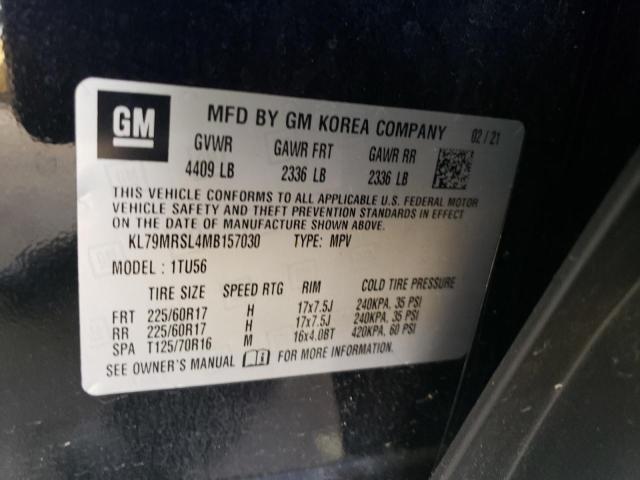 GM
MFD BY GM KOREA COMPANY 02/21
GVWR GAWR FRT GAWR RR
4409 LB 2336 LB 2336 LB
THIS VEHICLE CONFORMS TO ALL APPLICABLE U.S. FEDERAL MOTOR
VEHICLE SAFETY AND THEFT PREVENTION STANDARDS IN EFFECT
ON THE DATE OF MANUFACTURE SHOWN ABOVE.
KL79MRSL4MB157030 TYPE: MPV
MODEL : 1TU56
TIRE SIZE SPEED RTG RIM COLD TIRE PRESSURE
FRT 225/60R17 H 17x7.5J 240KPA, 35 PSI
RR 225/60R17 H 17x7.5J 240KPA, 35 PSI
SPA T125/70R16 M 16x4.0BT 420KPA, 60 PSI
SEE OWNER'S MANUAL FOR MORE INFORMATION.